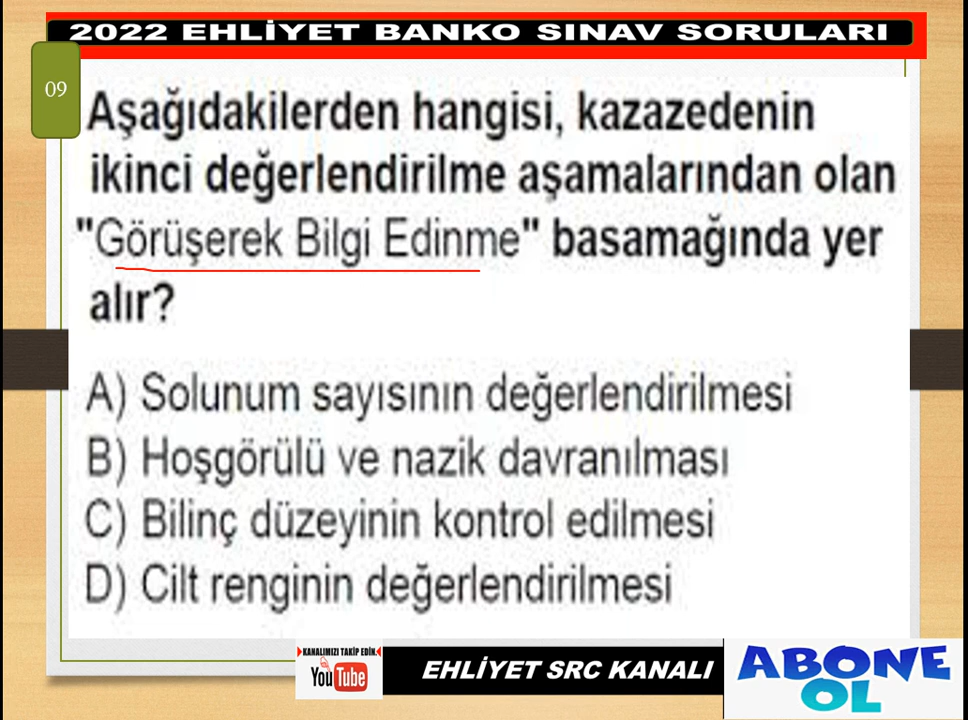 2022 EHLİYET BANKO SINAV SORULARI
09
Aşağıdakilerden hangisi, kazazedenin
ikinci değerlendirilme aşamalarından olan
"Görüşerek Bilgi Edinme" basamağında yer
alır?
A) Solunum sayısının değerlendirilmesi
B) Hoşgörülü ve nazik davranılması
C) Bilinç düzeyinin kontrol edilmesi
D) Cilt renginin değerlendirilmesi
KANALIMIZI TAKİP EDİN.
YouTube
EHLİYET SRC KANALI
ABONE
OL